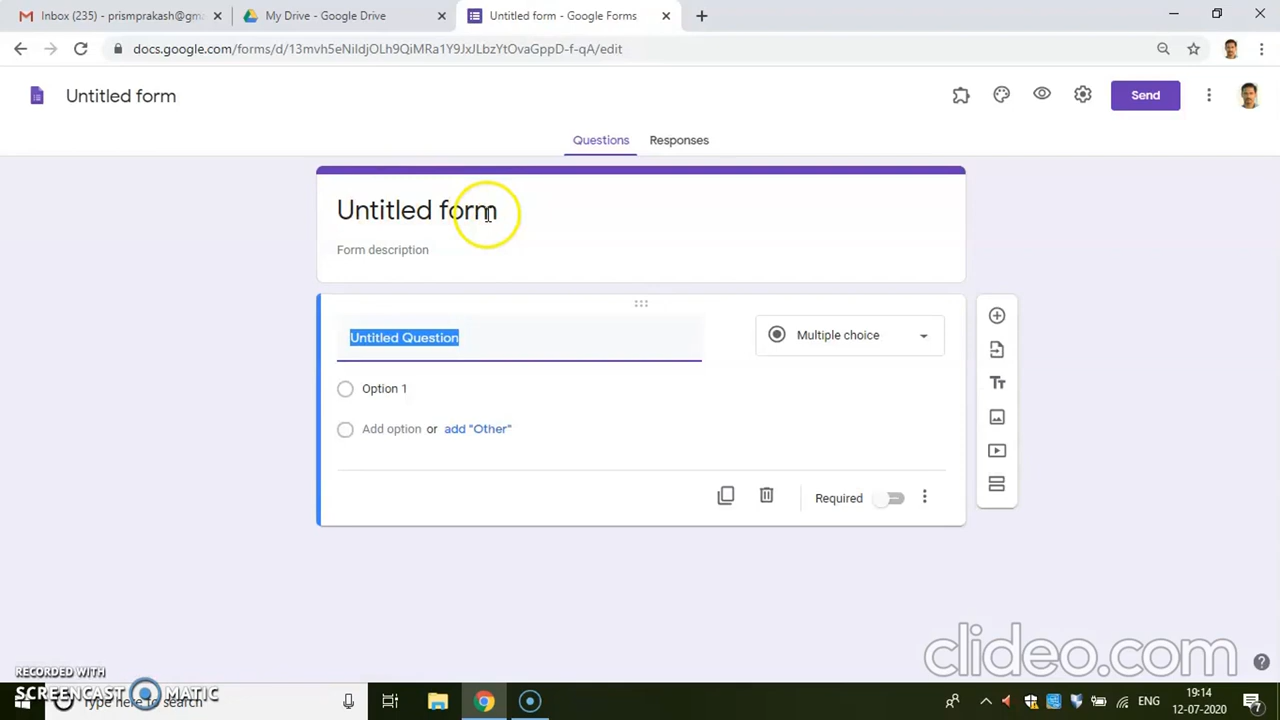 Inbox (235) - prismprakash@gm
My Drive - Google Drive
Untitled form - Google Forms
docs.google.com/forms/d/13mvh5eNildjOLh9QiMRa1Y9JxJLbzYtOvaGppD-f-qA/edit
Untitled form
Send
Questions
Responses
Untitled form
Form description
Untitled Question
Multiple choice
Option 1
Add option or add "Other"
Required
clideo.com
RECORDED WITH
SCREENCAST MATIC
Type here to search
ENG
19:14
12-07-2020
7